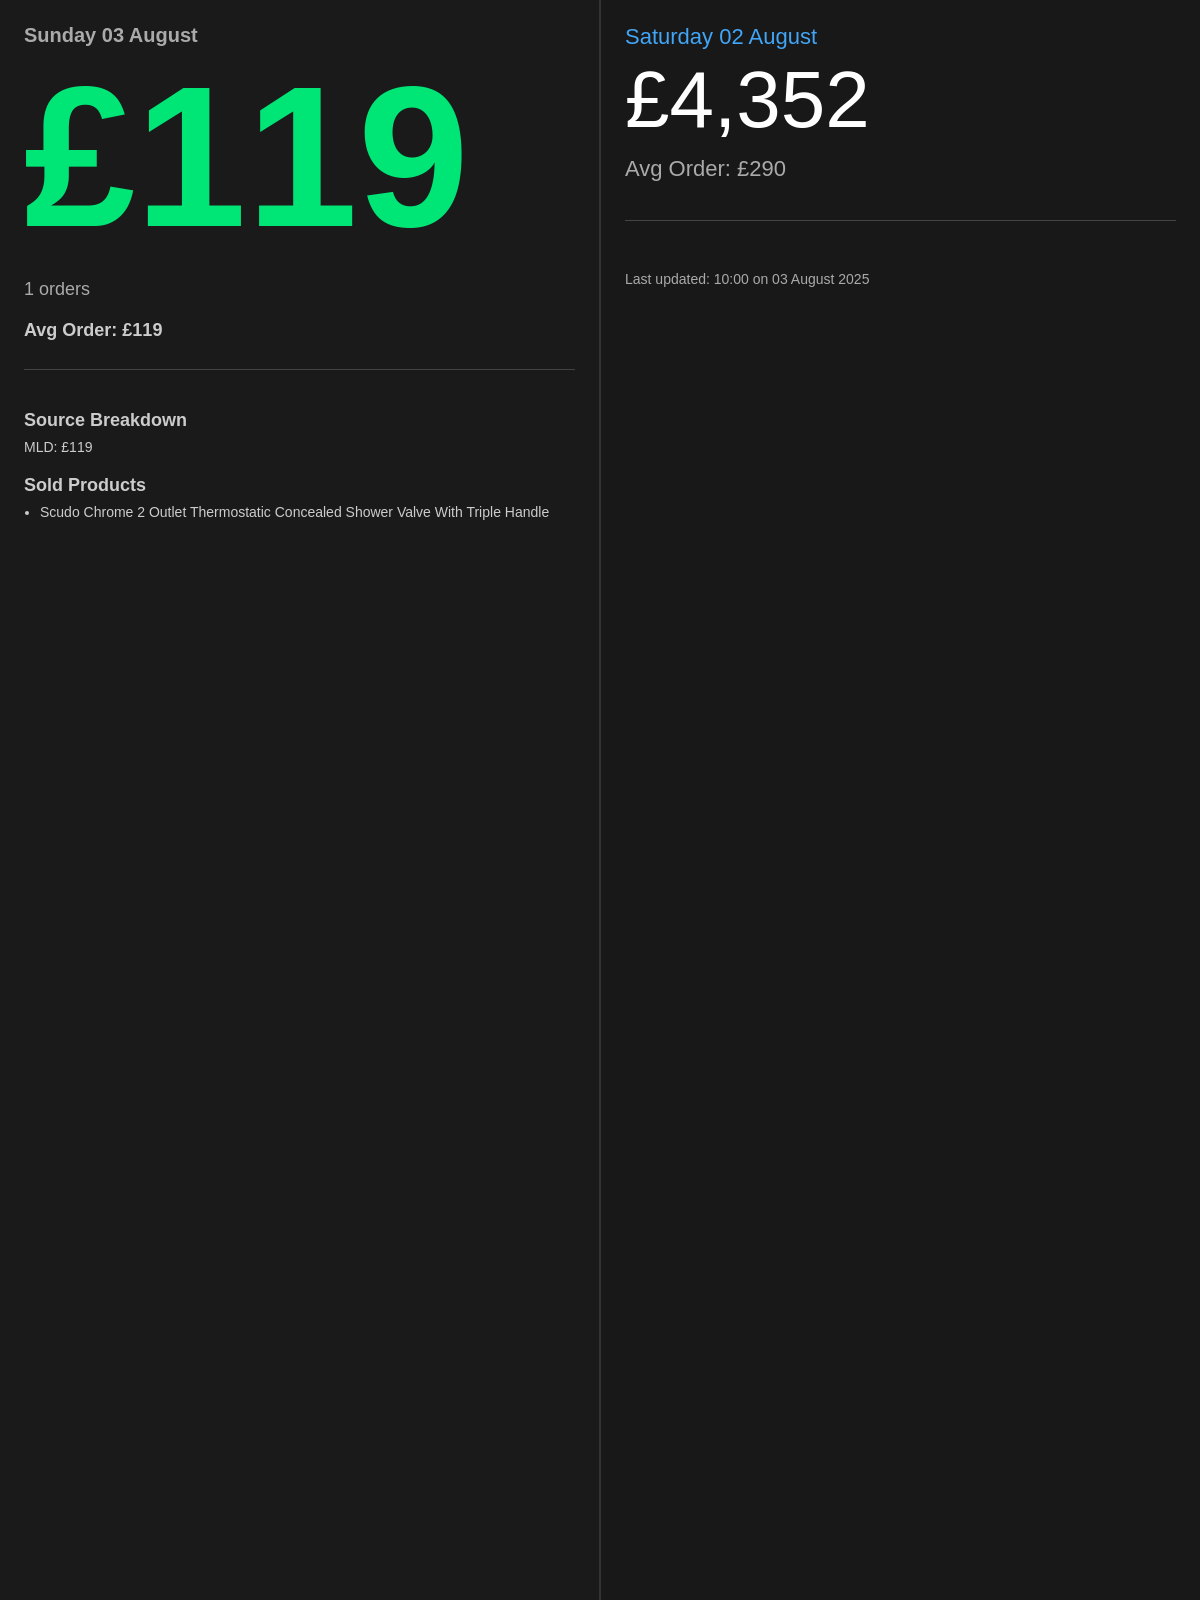 Sunday 03 August
£119
1 orders
Avg Order: £119
Source Breakdown
MLD: £119
Sold Products
• Scudo Chrome 2 Outlet Thermostatic Concealed Shower Valve With Triple Handle
Saturday 02 August
£4,352
Avg Order: £290
Last updated: 10:00 on 03 August 2025